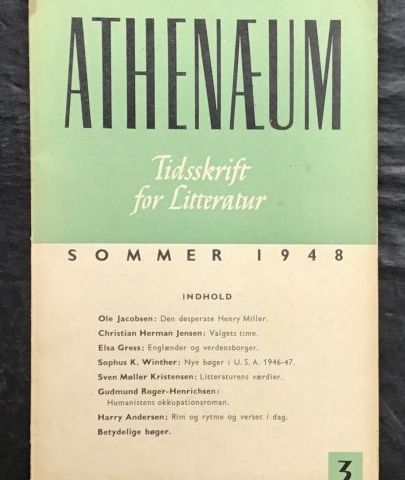 ATHENÆUM
Tidsskrift
for Litteratur
SOMMER 1948
INDHOLD
Ole Jacobsen: Den desperate Henry Miller.
Christian Herman Jensen: Valgets time.
Elsa Gress: Englænder og verdensborger.
Sophus K. Winther: Nye bøger i U. S. A. 1946-47.
Sven Møller Kristensen: Litteraturens værdier.
Gudmund Roger-Henrichsen:
Humanistens okkupationsroman.
Harry Andersen: Rim og rytme og verset i dag.
Betydelige bøger.
3